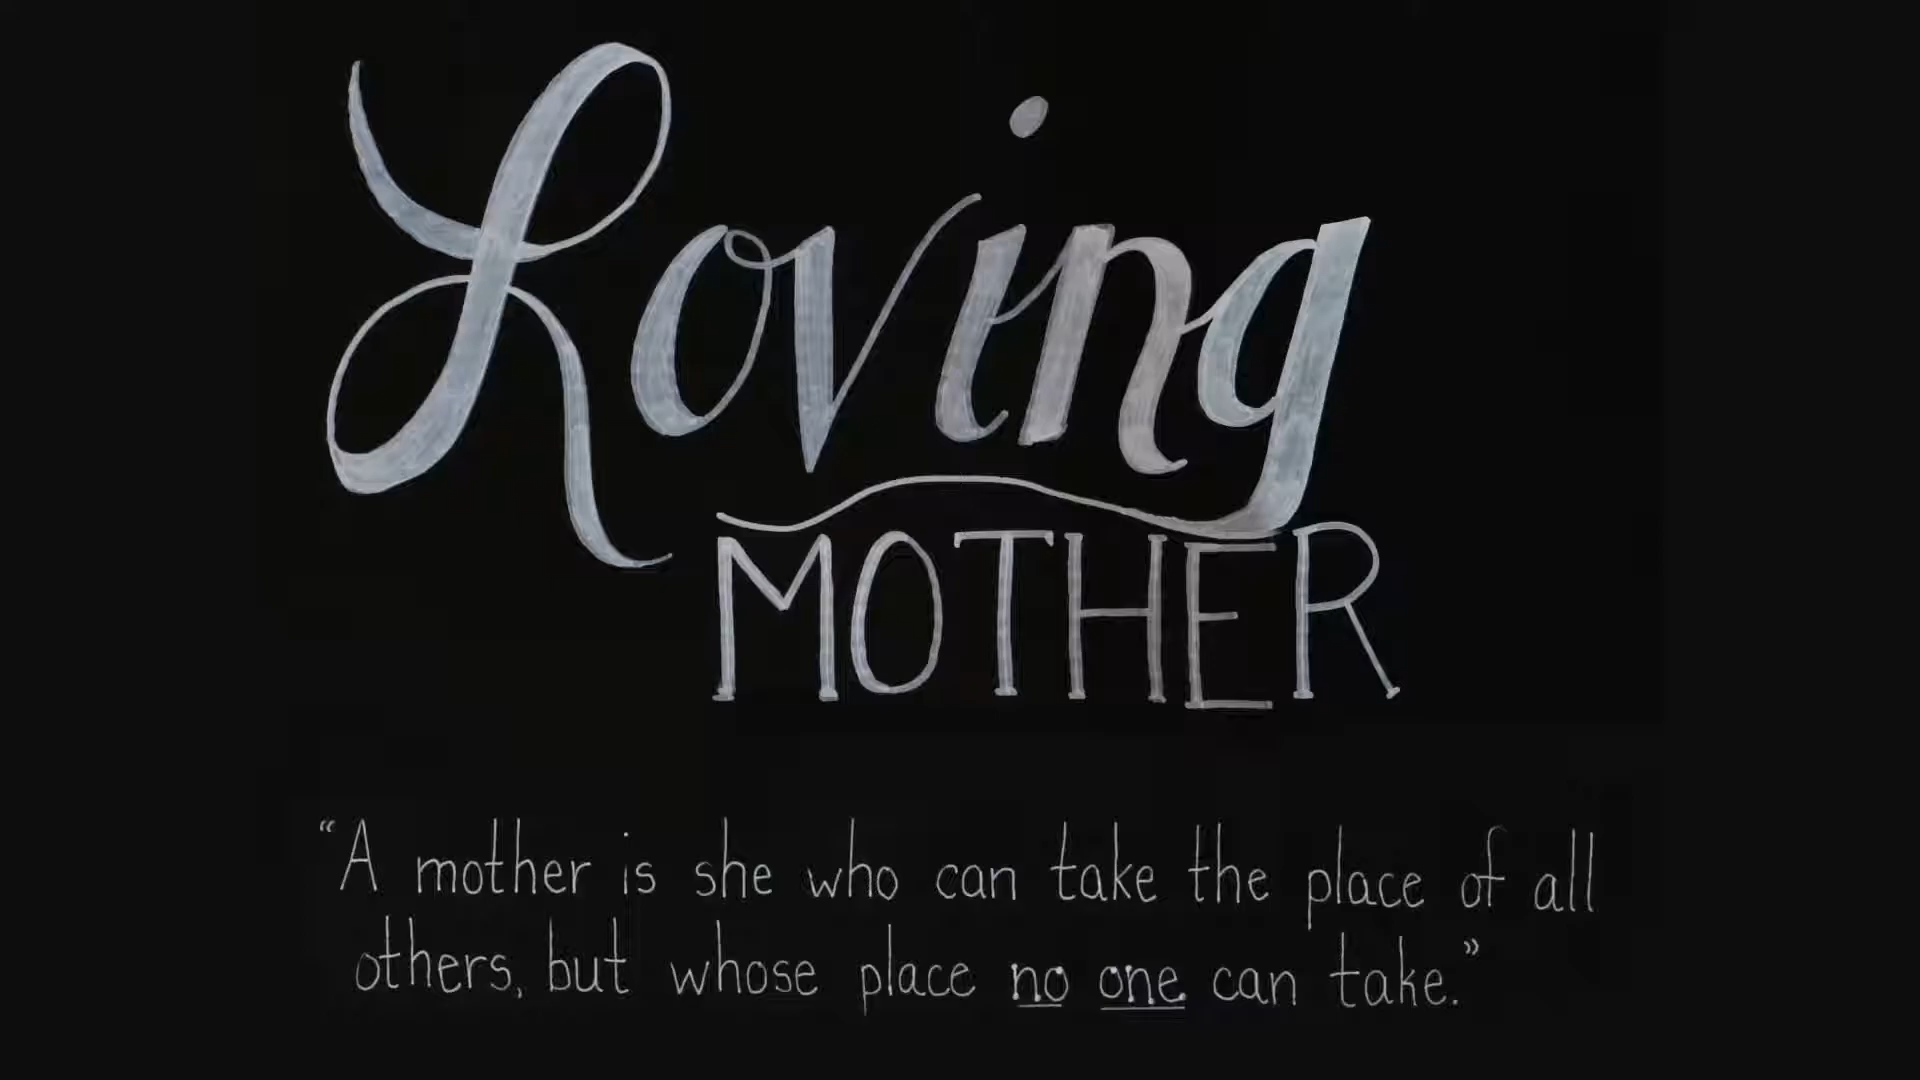 Loving
MOTHER
“A mother is she who can take the place of all
others, but whose place no one can take.”